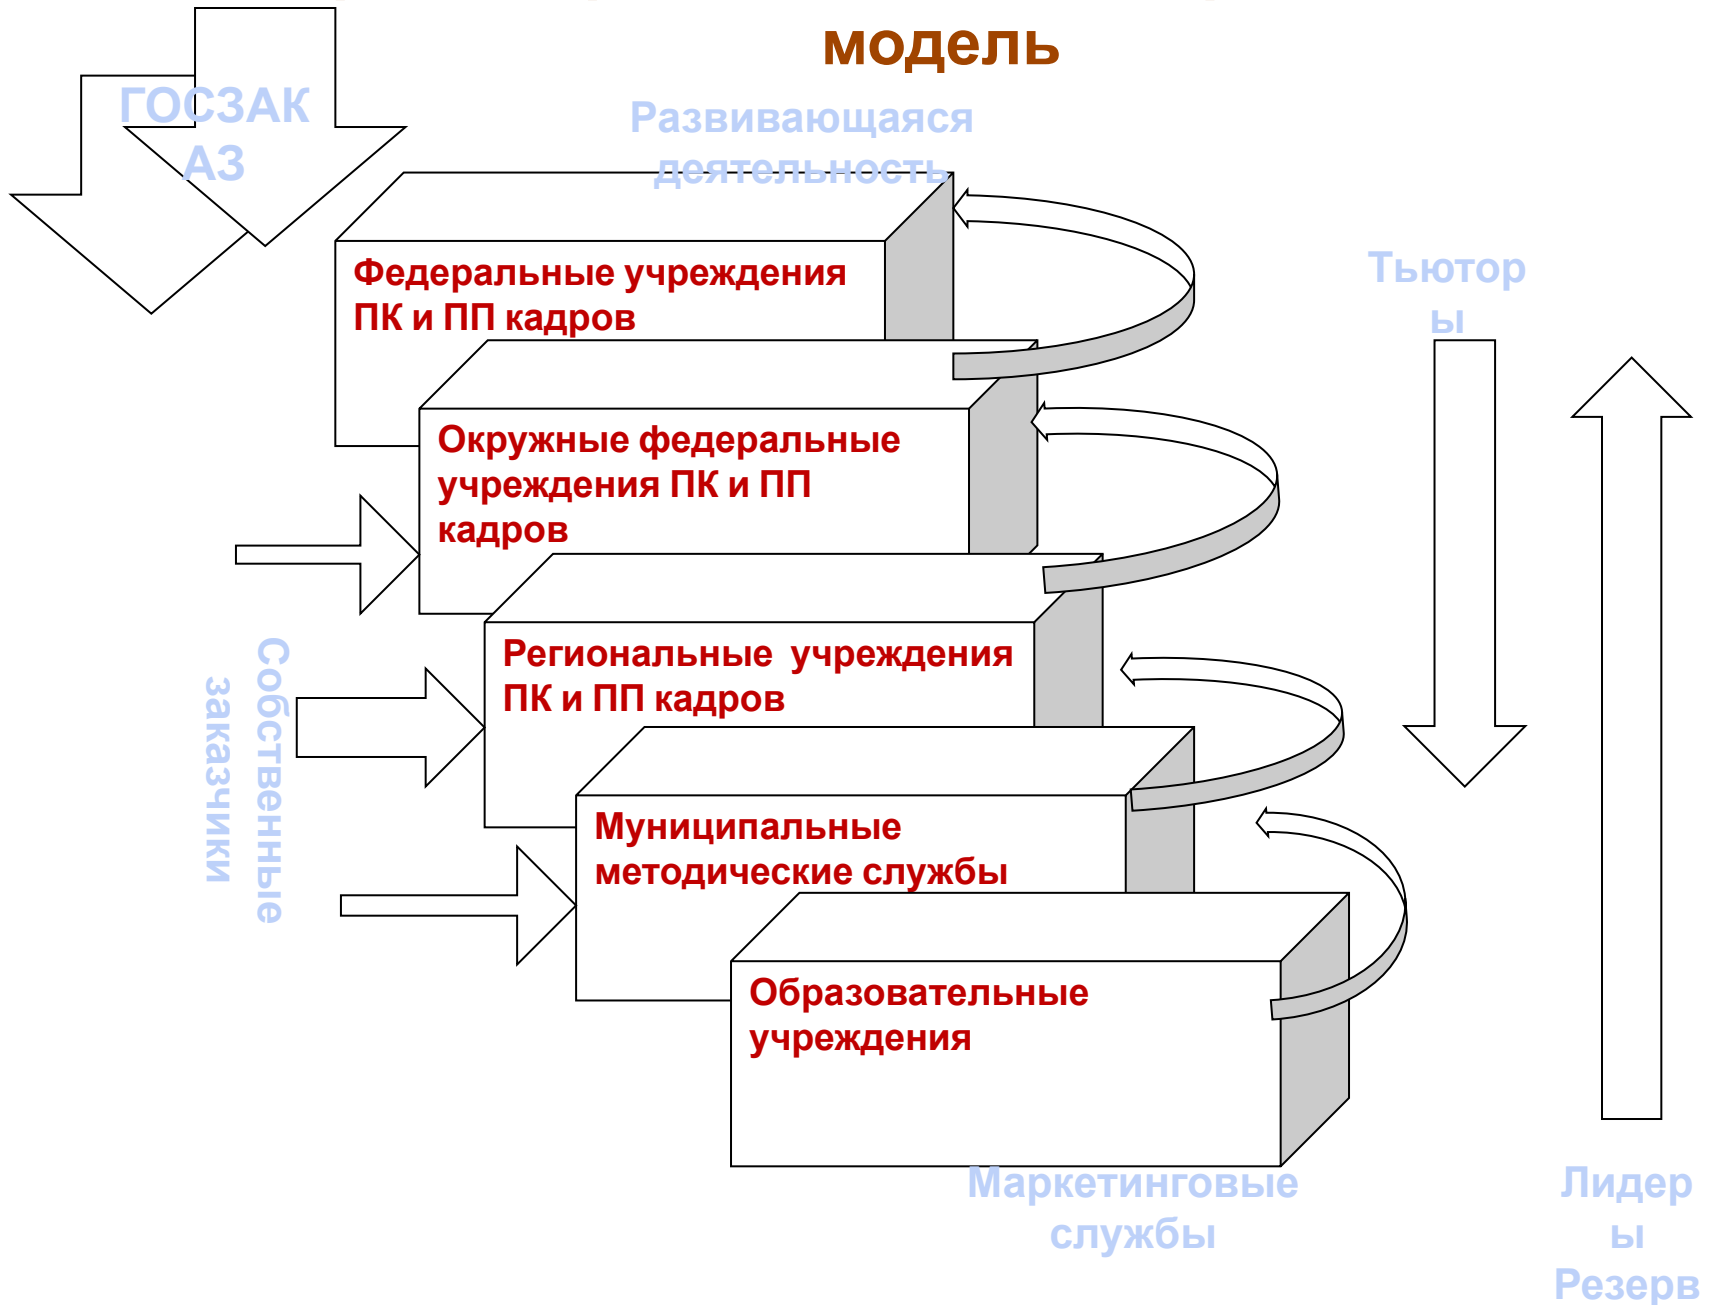 модель
ГОСЗАК
АЗ
Развивающаяся
деятельность
Федеральные учреждения
ПК и ПП кадров
Тьютор
ы
Окружные федеральные
учреждения ПК и ПП
кадров
Собственные
заказчики
Региональные учреждения
ПК и ПП кадров
Муниципальные
методические службы
Образовательные
учреждения
Маркетинговые
службы
Лидер
ы
Резерв